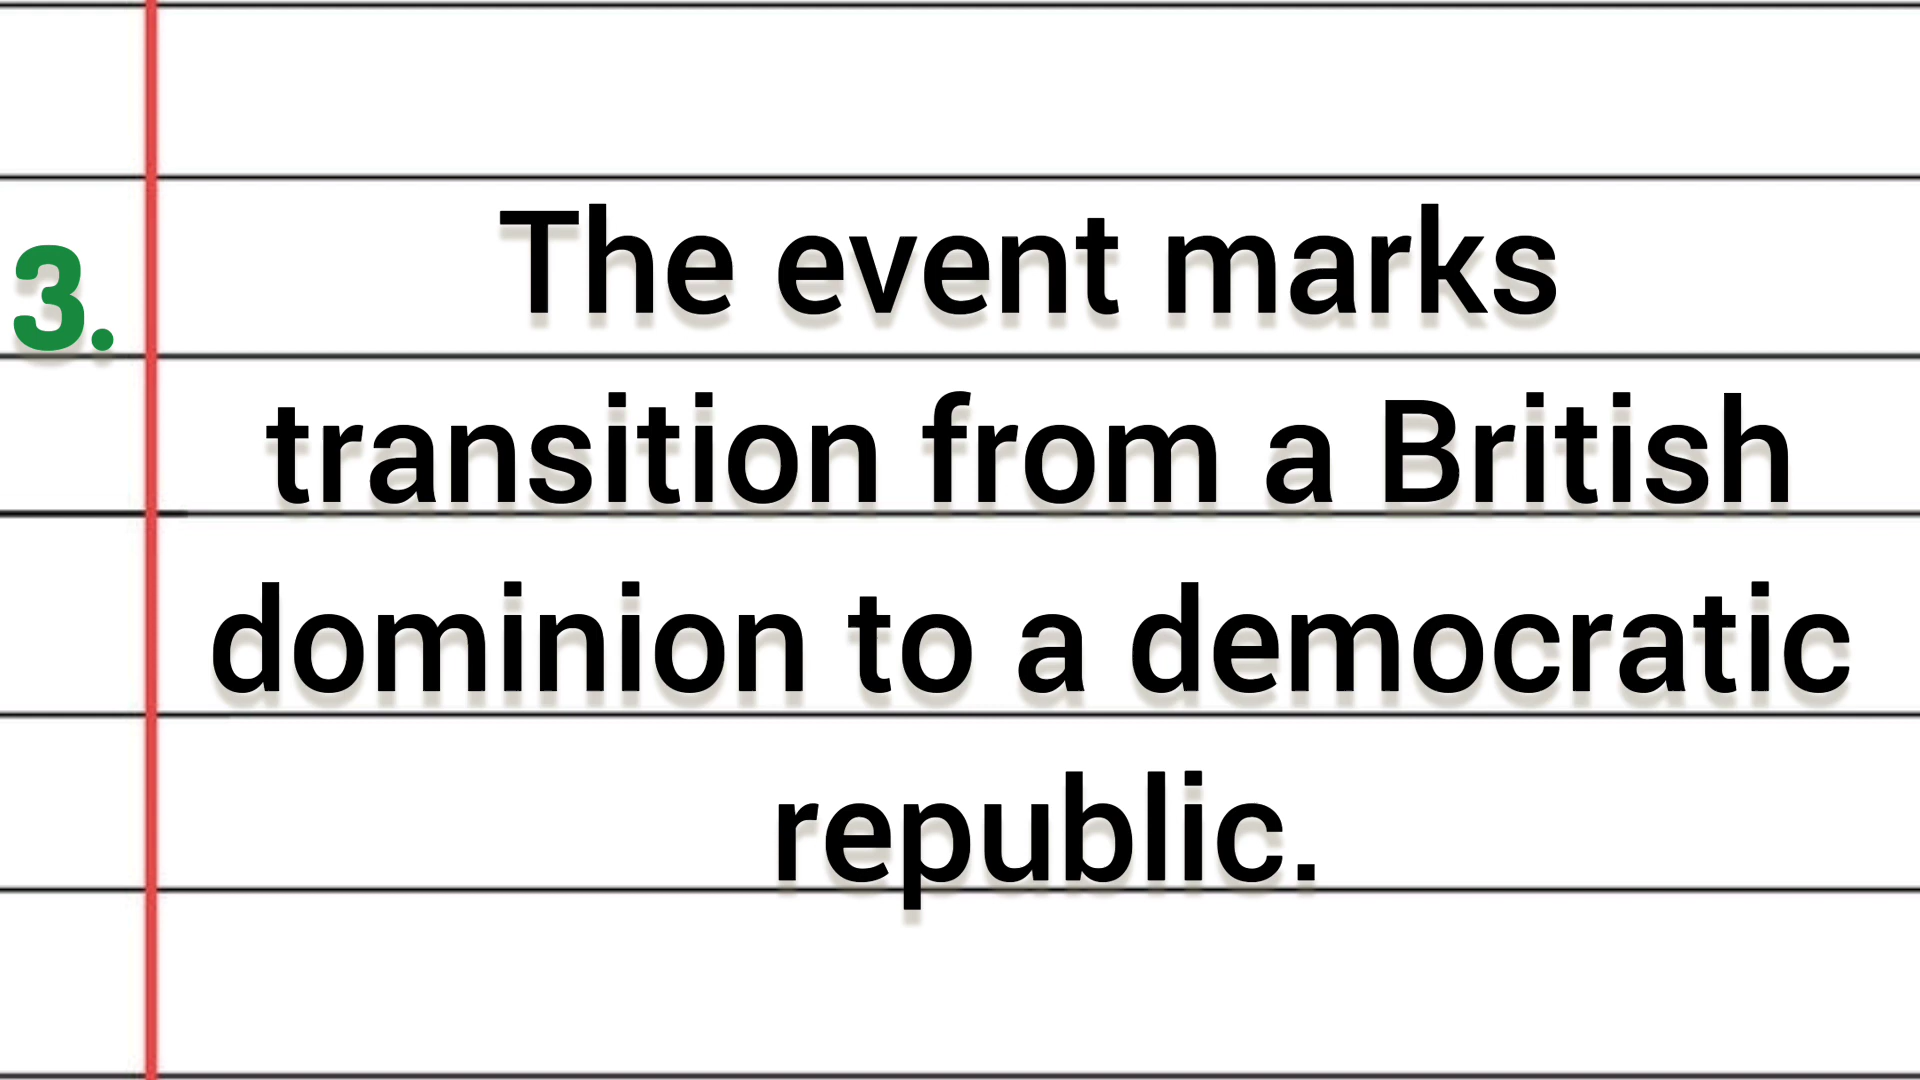 3. The event marks
transition from a British
dominion to a democratic
republic.